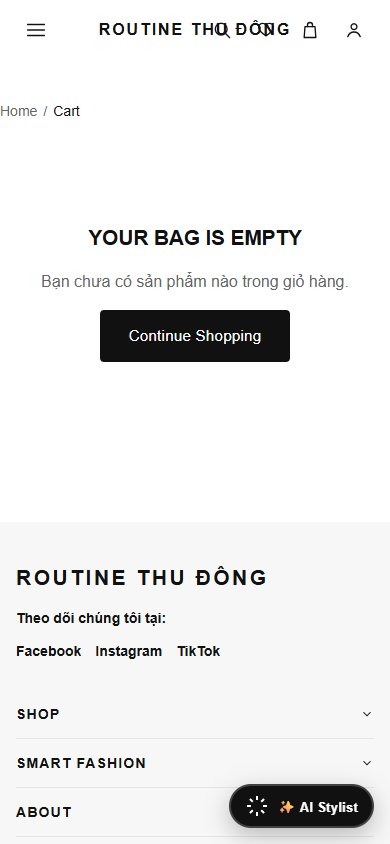 ROUTINE THU ĐÔNG
Home / Cart
YOUR BAG IS EMPTY
Bạn chưa có sản phẩm nào trong giỏ hàng.
Continue Shopping
ROUTINE THU ĐÔNG
Theo dõi chúng tôi tại:
Facebook Instagram TikTok
SHOP
SMART FASHION
ABOUT
✨ AI Stylist